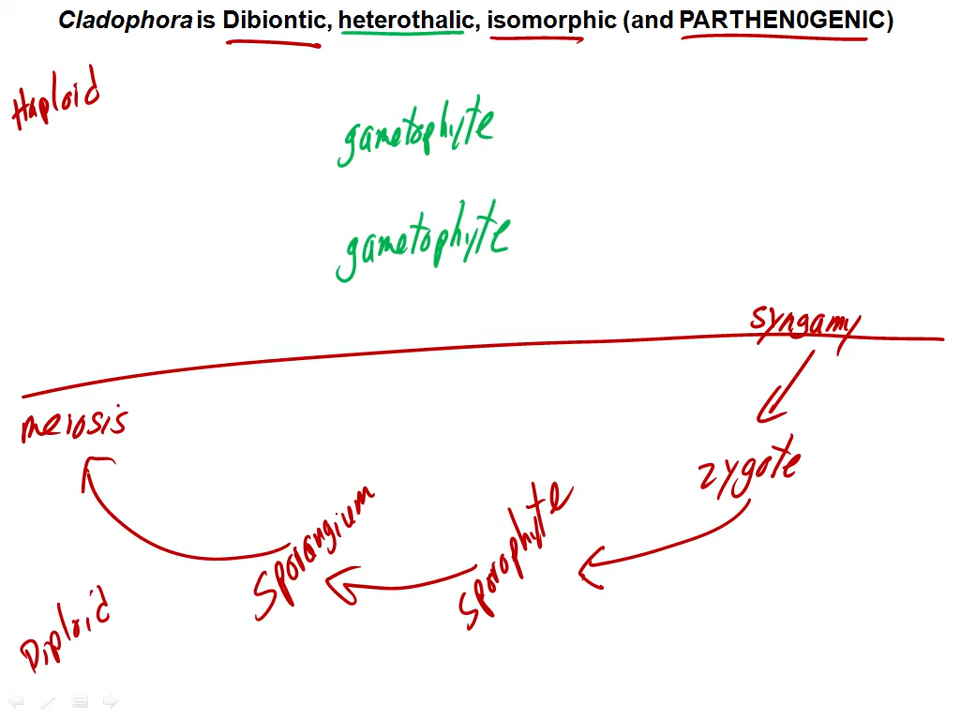 Cladophora is Dibiontic, heterothalic, isomorphic (and PARTHEN0GENIC)
Haploid
gametophyte
gametophyte
syngamy
meiosis
zygote
sporangium
sporophyte
Diploid